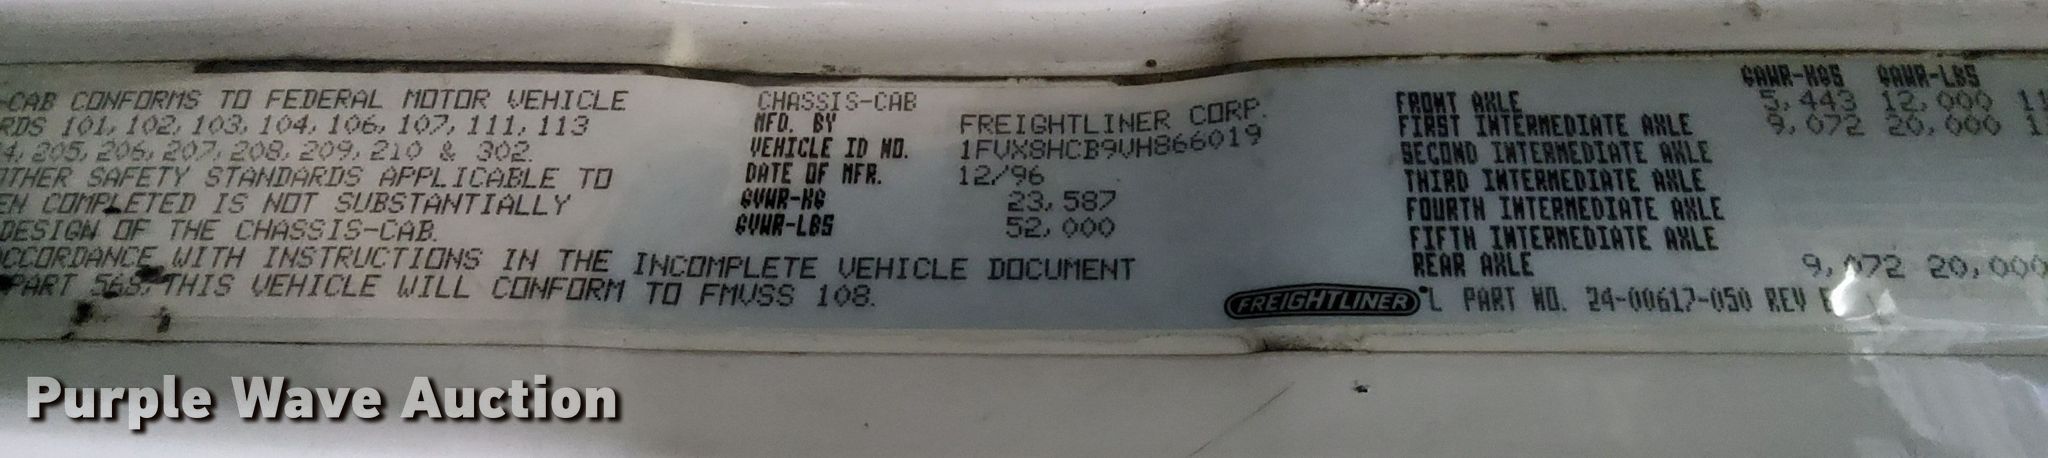 -CAB CONFORMS TO FEDERAL MOTOR VEHICLE
RDS 101, 102, 103, 104, 106, 107, 111, 113
4, 205, 206, 207, 208, 209, 210 & 302.
OTHER SAFETY STANDARDS APPLICABLE TO
EN COMPLETED IS NOT SUBSTANTIALLY
DESIGN OF THE CHASSIS-CAB.
CCORDANCE WITH INSTRUCTIONS IN THE INCOMPLETE VEHICLE DOCUMENT
PART 568, THIS VEHICLE WILL CONFORM TO FMVSS 108.
CHASSIS-CAB
MFD. BY FREIGHTLINER CORP.
VEHICLE ID NO. 1FVX8HCB9VH866019
DATE OF MFR. 12/96
GVWR-KG 23,587
GVWR-LBS 52,000
GAWR-KGS GAWR-LBS
FRONT AXLE 5,443 12,000 11
FIRST INTERMEDIATE AXLE 9,072 20,000 1
SECOND INTERMEDIATE AXLE
THIRD INTERMEDIATE AXLE
FOURTH INTERMEDIATE AXLE
FIFTH INTERMEDIATE AXLE
REAR AXLE 9,072 20,000
FREIGHTLINER L PART NO. 24-00617-050 REV
Purple Wave Auction